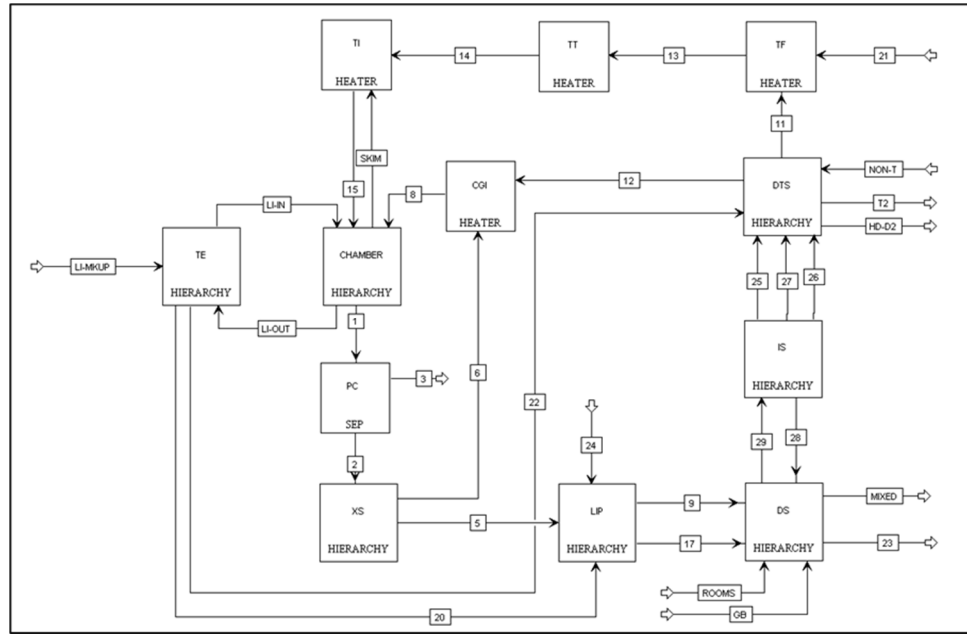 TI
HEATER
14
TT
HEATER
13
TF
HEATER
21
11
SKIM
15
CGI
HEATER
8
12
DTS
HIERARCHY
NON-T
T2
HD-D2
LI-IN
TE
HIERARCHY
LI-MKUP
CHAMBER
HIERARCHY
LI-OUT
1
25
27
26
PC
SEP
3
6
22
IS
HIERARCHY
2
24
29
28
XS
HIERARCHY
5
LIP
HIERARCHY
9
17
DS
HIERARCHY
MIXED
23
ROOMS
GB
20